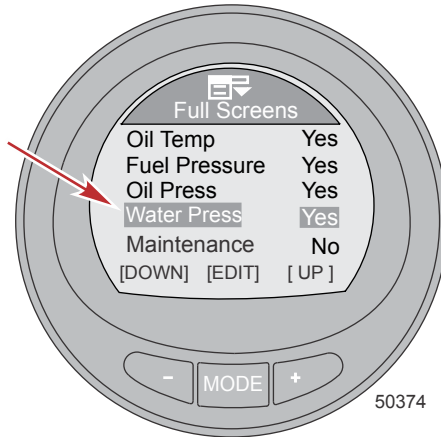 Full Screens
Oil Temp Yes
Fuel Pressure Yes
Oil Press Yes
Water Press Yes
Maintenance No
[DOWN] [EDIT] [ UP ]
- MODE +
50374